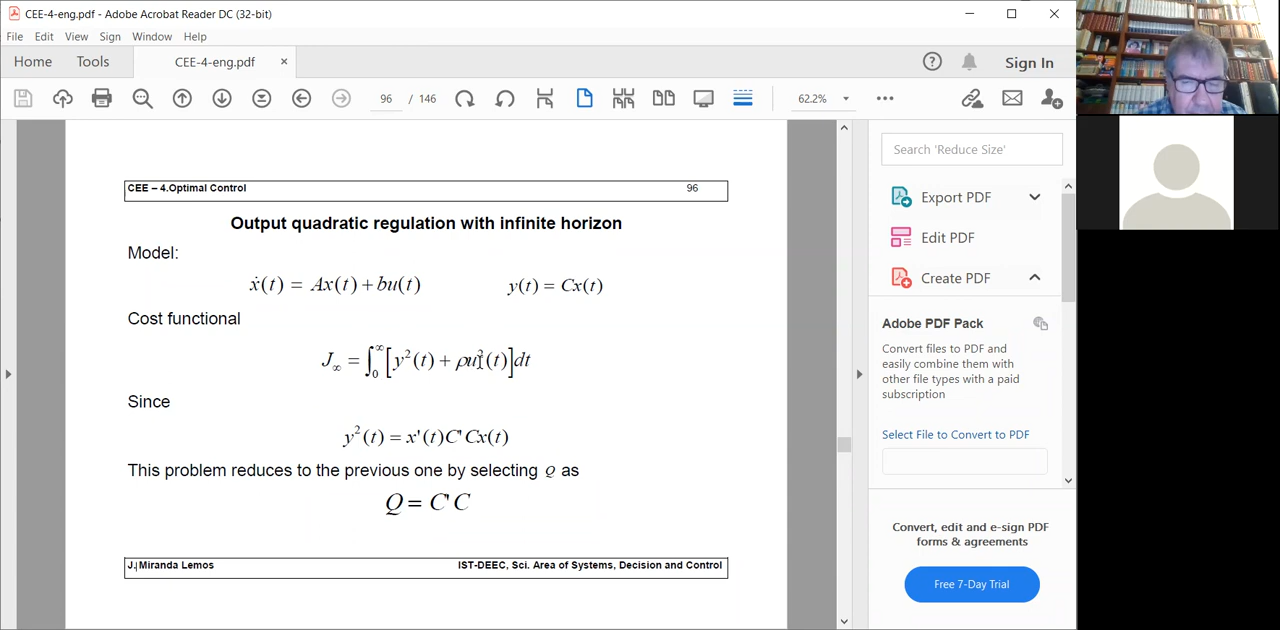 CEE-4-eng.pdf - Adobe Acrobat Reader DC (32-bit)
File Edit View Sign Window Help
Home Tools CEE-4-eng.pdf × Sign In
96 / 146 62.2%
CEE – 4.Optimal Control 96
Output quadratic regulation with infinite horizon
Model:
ẋ(t) = Ax(t) + bu(t) y(t) = Cx(t)
Cost functional
J∞ = ∫₀^∞ [y²(t) + ρu²(t)]dt
Since
y²(t) = x'(t)C'Cx(t)
This problem reduces to the previous one by selecting Q as
Q = C'C
J. Miranda Lemos IST-DEEC, Sci. Area of Systems, Decision and Control
Search 'Reduce Size'
Export PDF
Edit PDF
Create PDF
Adobe PDF Pack
Convert files to PDF and
easily combine them with
other file types with a paid
subscription
Select File to Convert to PDF
Convert, edit and e-sign PDF
forms & agreements
Free 7-Day Trial